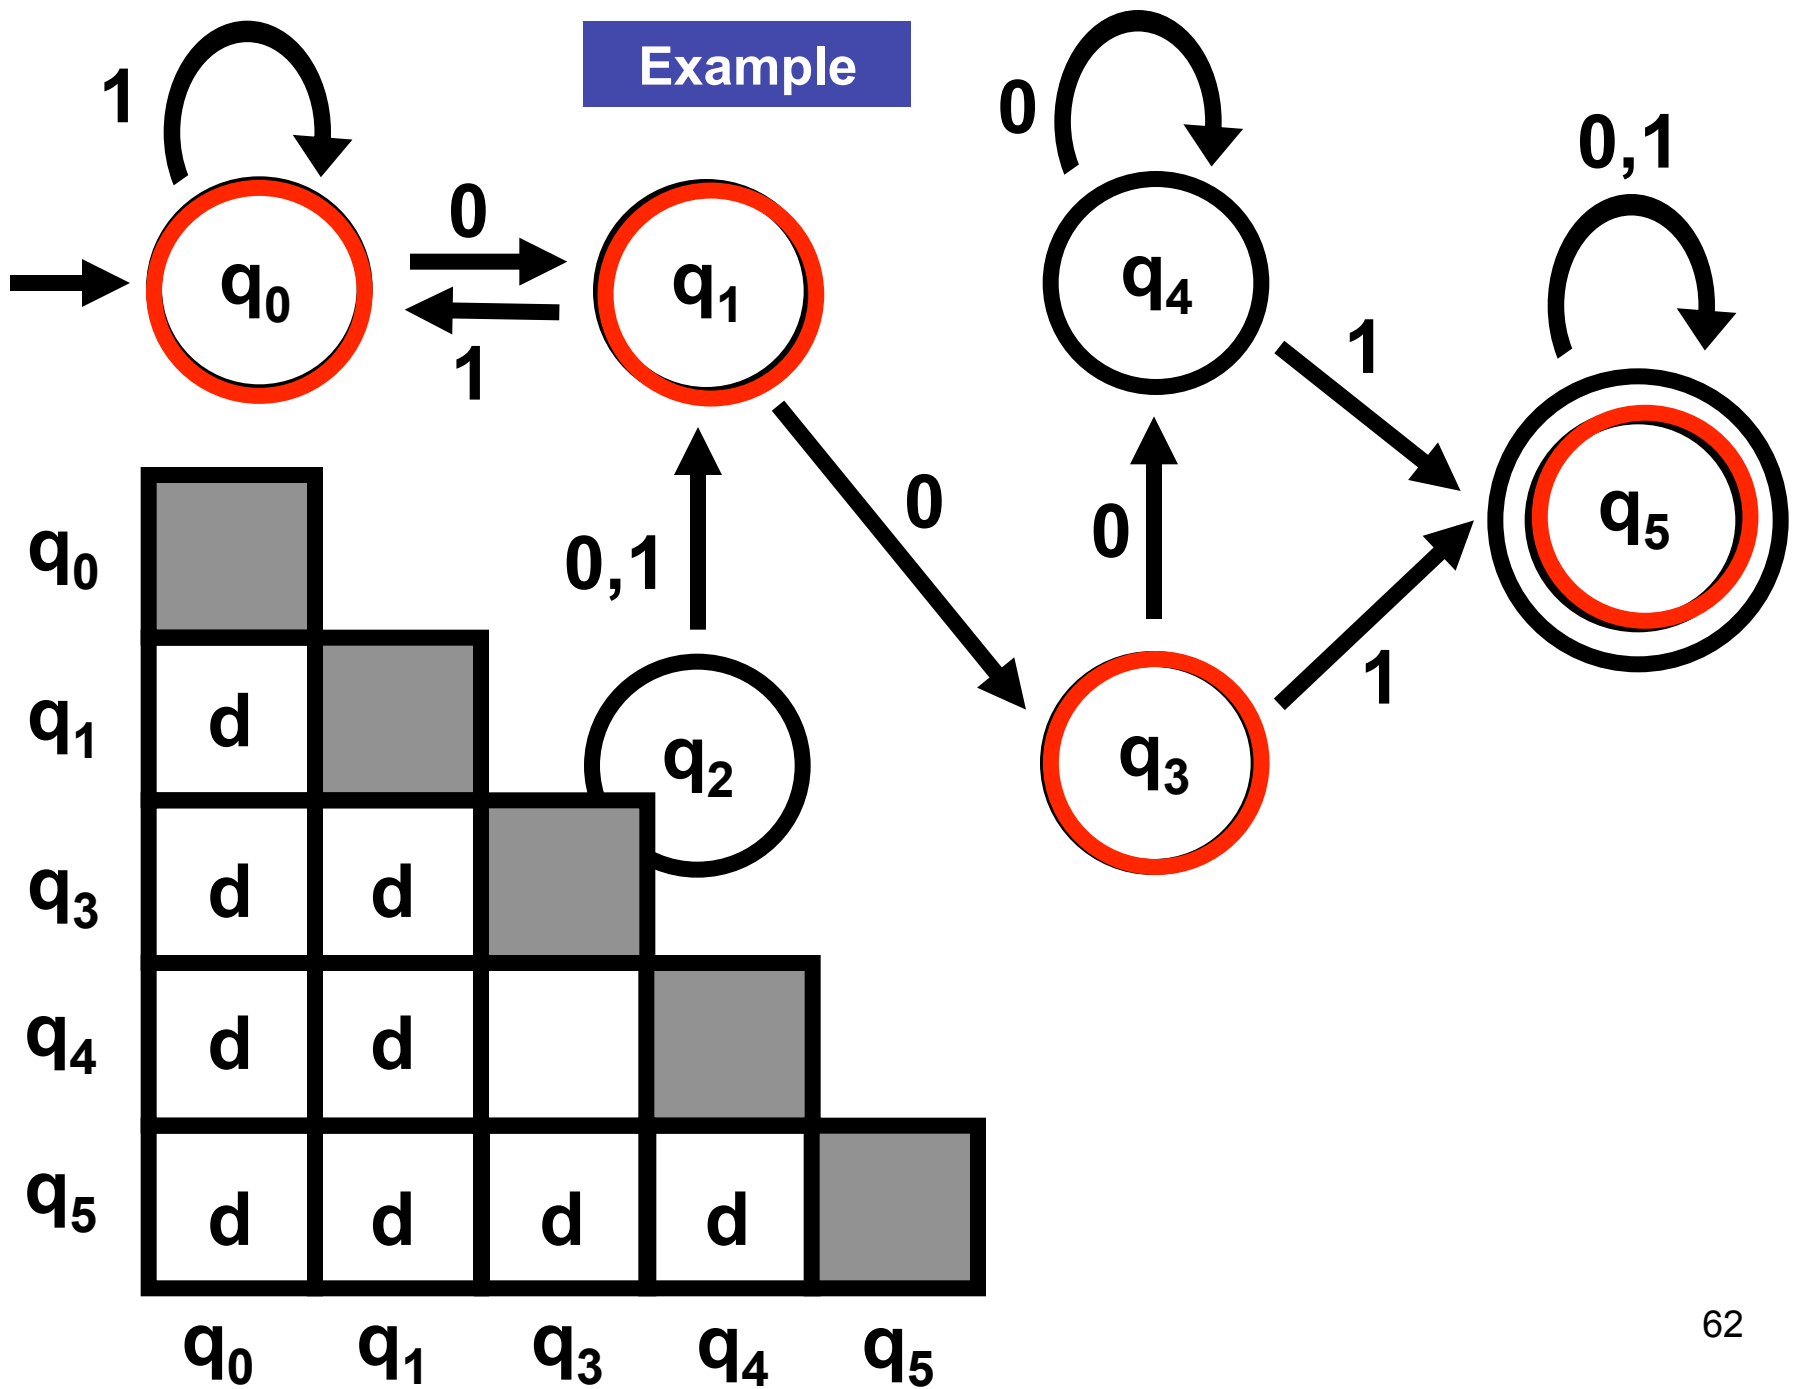 Example
1
0
0,1
0
q₀
q₁
q₄
1
1
q₅
0
0
0,1
1
q₂
q₃
q₀
q₁ d
q₃ d d
q₄ d d
q₅ d d d d
q₀ q₁ q₃ q₄ q₅
62